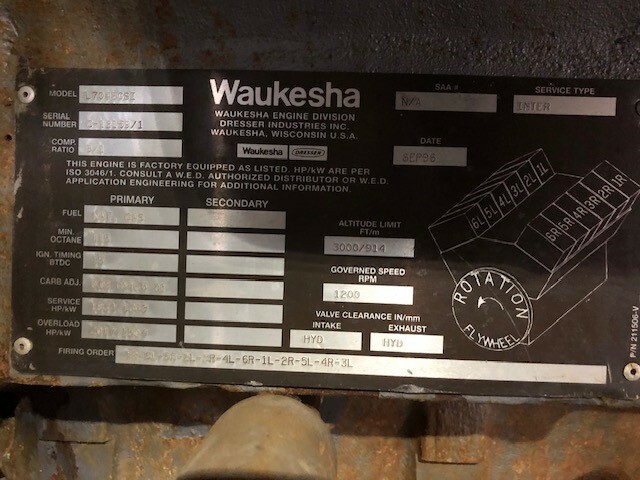 MODEL L7042GSI
Waukesha
WAUKESHA ENGINE DIVISION
DRESSER INDUSTRIES INC.
WAUKESHA, WISCONSIN U.S.A.
Waukesha DRESSER
SAA #
N/A
SERVICE TYPE
INTER
SERIAL
NUMBER
COMP.
RATIO
DATE
SEP96
THIS ENGINE IS FACTORY EQUIPPED AS LISTED. HP/kW ARE PER
ISO 3046/1. CONSULT A W.E.D. AUTHORIZED DISTRIBUTOR OR W.E.D.
APPLICATION ENGINEERING FOR ADDITIONAL INFORMATION.
PRIMARY SECONDARY
FUEL
MIN.
OCTANE
IGN. TIMING
BTDC
CARB ADJ.
SERVICE
HP/kW
OVERLOAD
HP/kW
ALTITUDE LIMIT
FT/m
3000/914
GOVERNED SPEED
RPM
1200
VALVE CLEARANCE IN/mm
INTAKE EXHAUST
HYD HYD
FIRING ORDER -4L-6R-1L-2R-5L-4R-3L
6L 5L 4L 3L 2L 1L
6R 5R 4R 3R 2R 1R
ROTATION
FLYWHEEL
P/N 211506-V